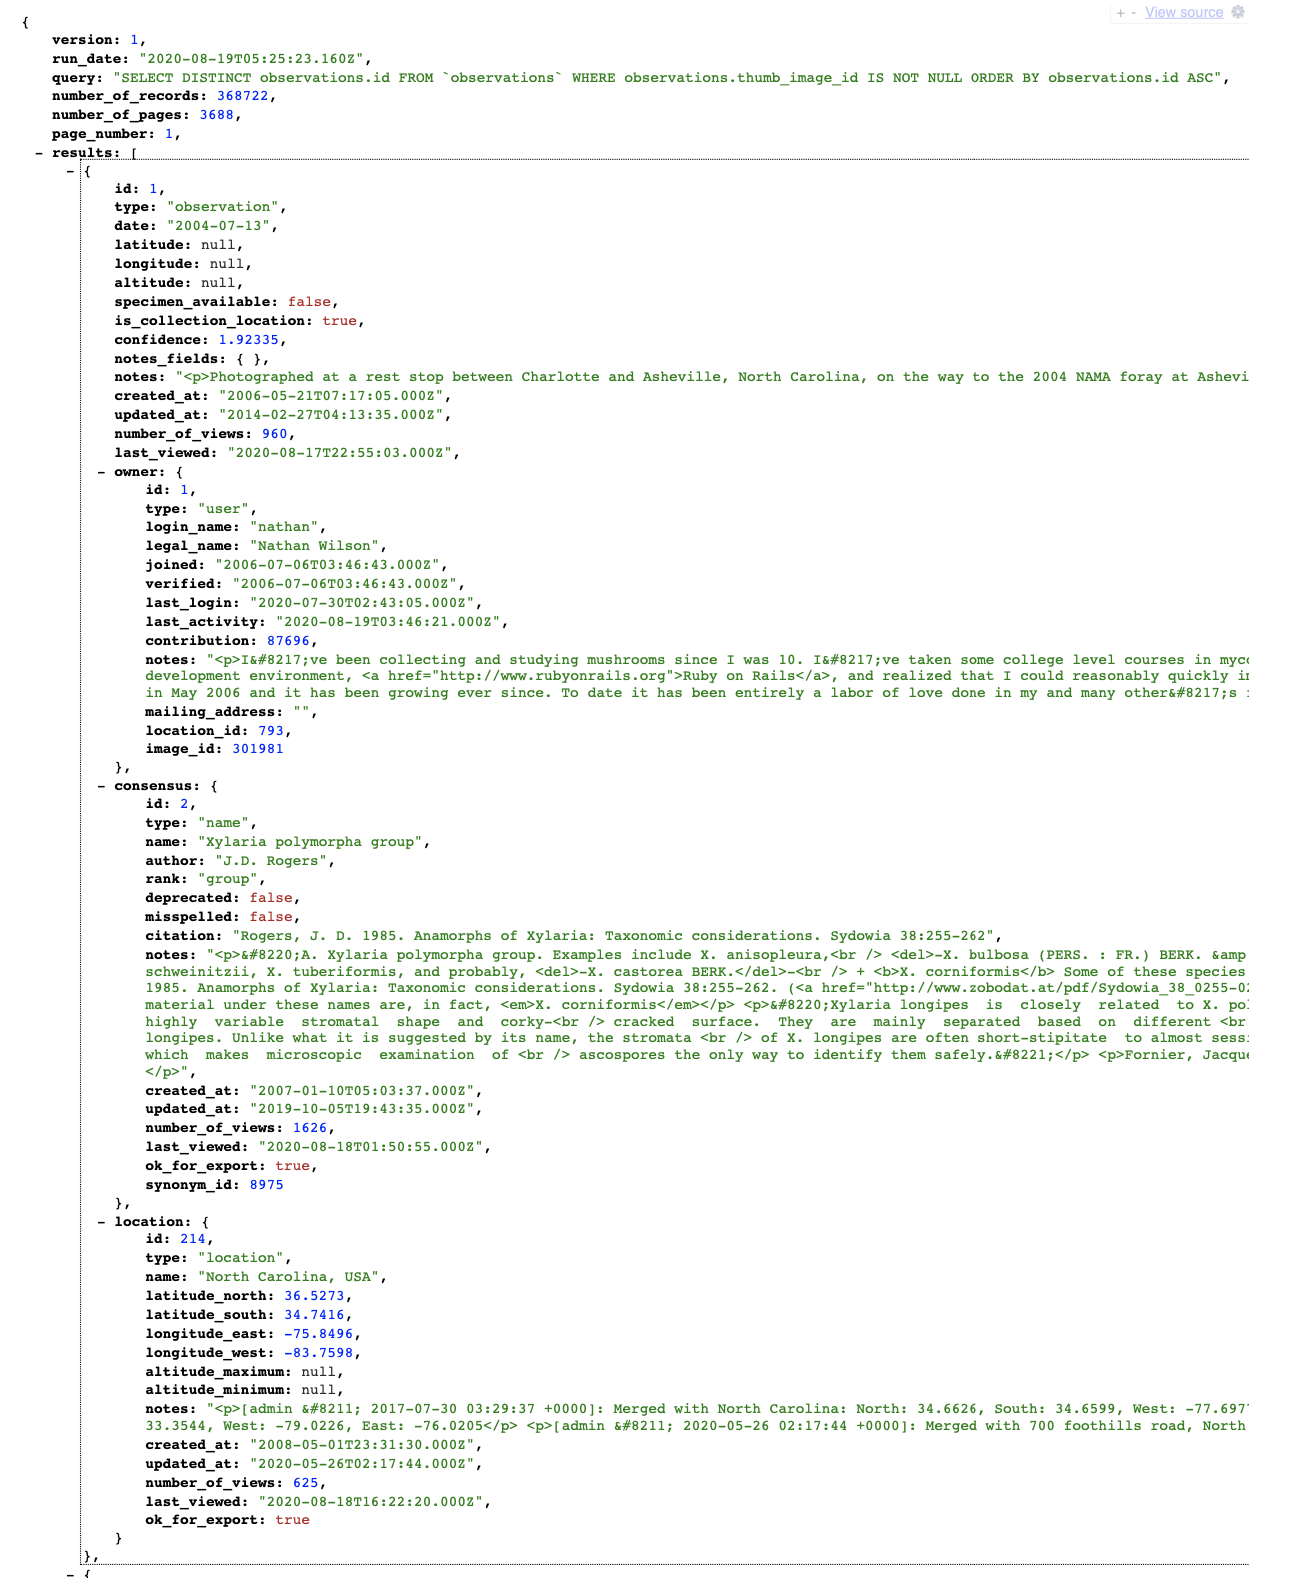 + - View source
{
version: 1,
run_date: "2020-08-19T05:25:23.160Z",
query: "SELECT DISTINCT observations.id FROM `observations` WHERE observations.thumb_image_id IS NOT NULL ORDER BY observations.id ASC",
number_of_records: 368722,
number_of_pages: 3688,
page_number: 1,
- results: [
- {
id: 1,
type: "observation",
date: "2004-07-13",
latitude: null,
longitude: null,
altitude: null,
specimen_available: false,
is_collection_location: true,
confidence: 1.92335,
notes_fields: { },
notes: "<p>Photographed at a rest stop between Charlotte and Asheville, North Carolina, on the way to the 2004 NAMA foray at Ashevi
created_at: "2006-05-21T07:17:05.000Z",
updated_at: "2014-02-27T04:13:35.000Z",
number_of_views: 960,
last_viewed: "2020-08-17T22:55:03.000Z",
- owner: {
id: 1,
type: "user",
login_name: "nathan",
legal_name: "Nathan Wilson",
joined: "2006-07-06T03:46:43.000Z",
verified: "2006-07-06T03:46:43.000Z",
last_login: "2020-07-30T02:43:05.000Z",
last_activity: "2020-08-19T03:46:21.000Z",
contribution: 87696,
notes: "<p>I&#8217;ve been collecting and studying mushrooms since I was 10. I&#8217;ve taken some college level courses in myc
development environment, <a href="http://www.rubyonrails.org">Ruby on Rails</a>, and realized that I could reasonably quickly
in May 2006 and it has been growing ever since. To date it has been entirely a labor of love done in my and many other&#8217;s
mailing_address: "",
location_id: 793,
image_id: 301981
},
- consensus: {
id: 2,
type: "name",
name: "Xylaria polymorpha group",
author: "J.D. Rogers",
rank: "group",
deprecated: false,
misspelled: false,
citation: "Rogers, J. D. 1985. Anamorphs of Xylaria: Taxonomic considerations. Sydowia 38:255-262",
notes: "<p>&#8220;A. Xylaria polymorpha group. Examples include X. anisopleura,<br /> <del>-X. bulbosa (PERS. : FR.) BERK. &amp
schweinitzii, X. tuberiformis, and probably, <del>-X. castorea BERK.</del>-<br /> + <b>X. corniformis</b> Some of these species
1985. Anamorphs of Xylaria: Taxonomic considerations. Sydowia 38:255-262. (<a href="http://www.zobodat.at/pdf/Sydowia_38_0255-02
material under these names are, in fact, <em>X. corniformis</em></p> <p>&#8220;Xylaria longipes is closely related to X. pol
highly variable stromatal shape and corky-<br /> cracked surface. They are mainly separated based on different <br
longipes. Unlike what it is suggested by its name, the stromata <br /> of X. longipes are often short-stipitate to almost sess
which makes microscopic examination of <br /> ascospores the only way to identify them safely.&#8221;</p> <p>Fornier, Jacque
</p>",
created_at: "2007-01-10T05:03:37.000Z",
updated_at: "2019-10-05T19:43:35.000Z",
number_of_views: 1626,
last_viewed: "2020-08-18T01:50:55.000Z",
ok_for_export: true,
synonym_id: 8975
},
- location: {
id: 214,
type: "location",
name: "North Carolina, USA",
latitude_north: 36.5273,
latitude_south: 34.7416,
longitude_east: -75.8496,
longitude_west: -83.7598,
altitude_maximum: null,
altitude_minimum: null,
notes: "<p>[admin &#8211; 2017-07-30 03:29:37 +0000]: Merged with North Carolina: North: 34.6626, South: 34.6599, West: -77.697
33.3544, West: -79.0226, East: -76.0205</p> <p>[admin &#8211; 2020-05-26 02:17:44 +0000]: Merged with 700 foothills road, North
created_at: "2008-05-01T23:31:30.000Z",
updated_at: "2020-05-26T02:17:44.000Z",
number_of_views: 625,
last_viewed: "2020-08-18T16:22:20.000Z",
ok_for_export: true
}
},
- {